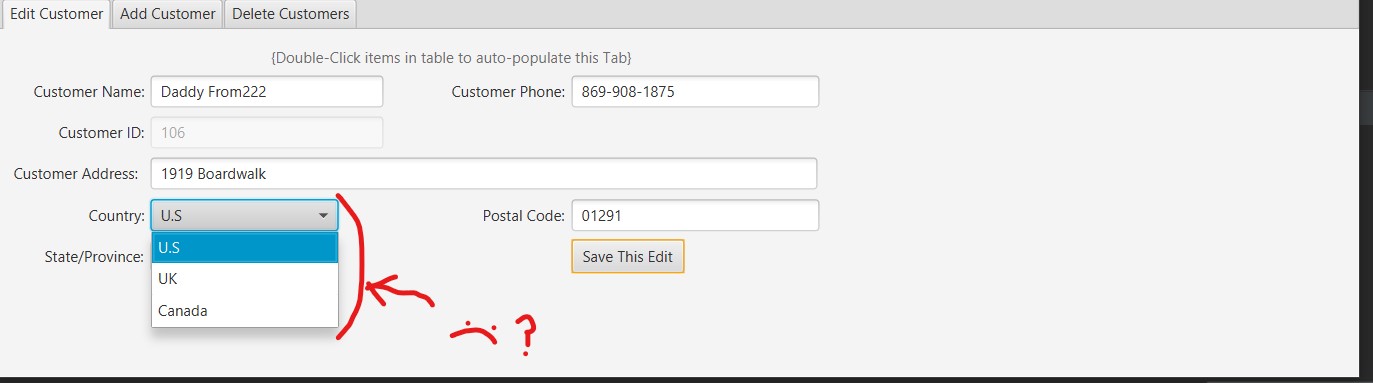 Edit Customer Add Customer Delete Customers
{Double-Click items in table to auto-populate this Tab}
Customer Name: Daddy From222 Customer Phone: 869-908-1875
Customer ID: 106
Customer Address: 1919 Boardwalk
Country: U.S Postal Code: 01291
U.S
State/Province: Save This Edit
UK
Canada
?